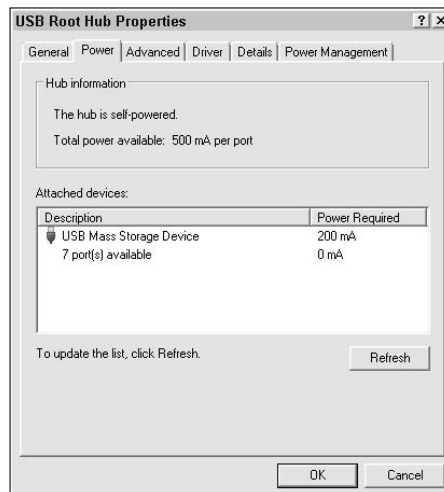 USB Root Hub Properties ? ×
General Power Advanced Driver Details Power Management
Hub information
The hub is self-powered.
Total power available: 500 mA per port
Attached devices:
Description Power Required
USB Mass Storage Device 200 mA
7 port(s) available 0 mA
To update the list, click Refresh. Refresh
OK Cancel